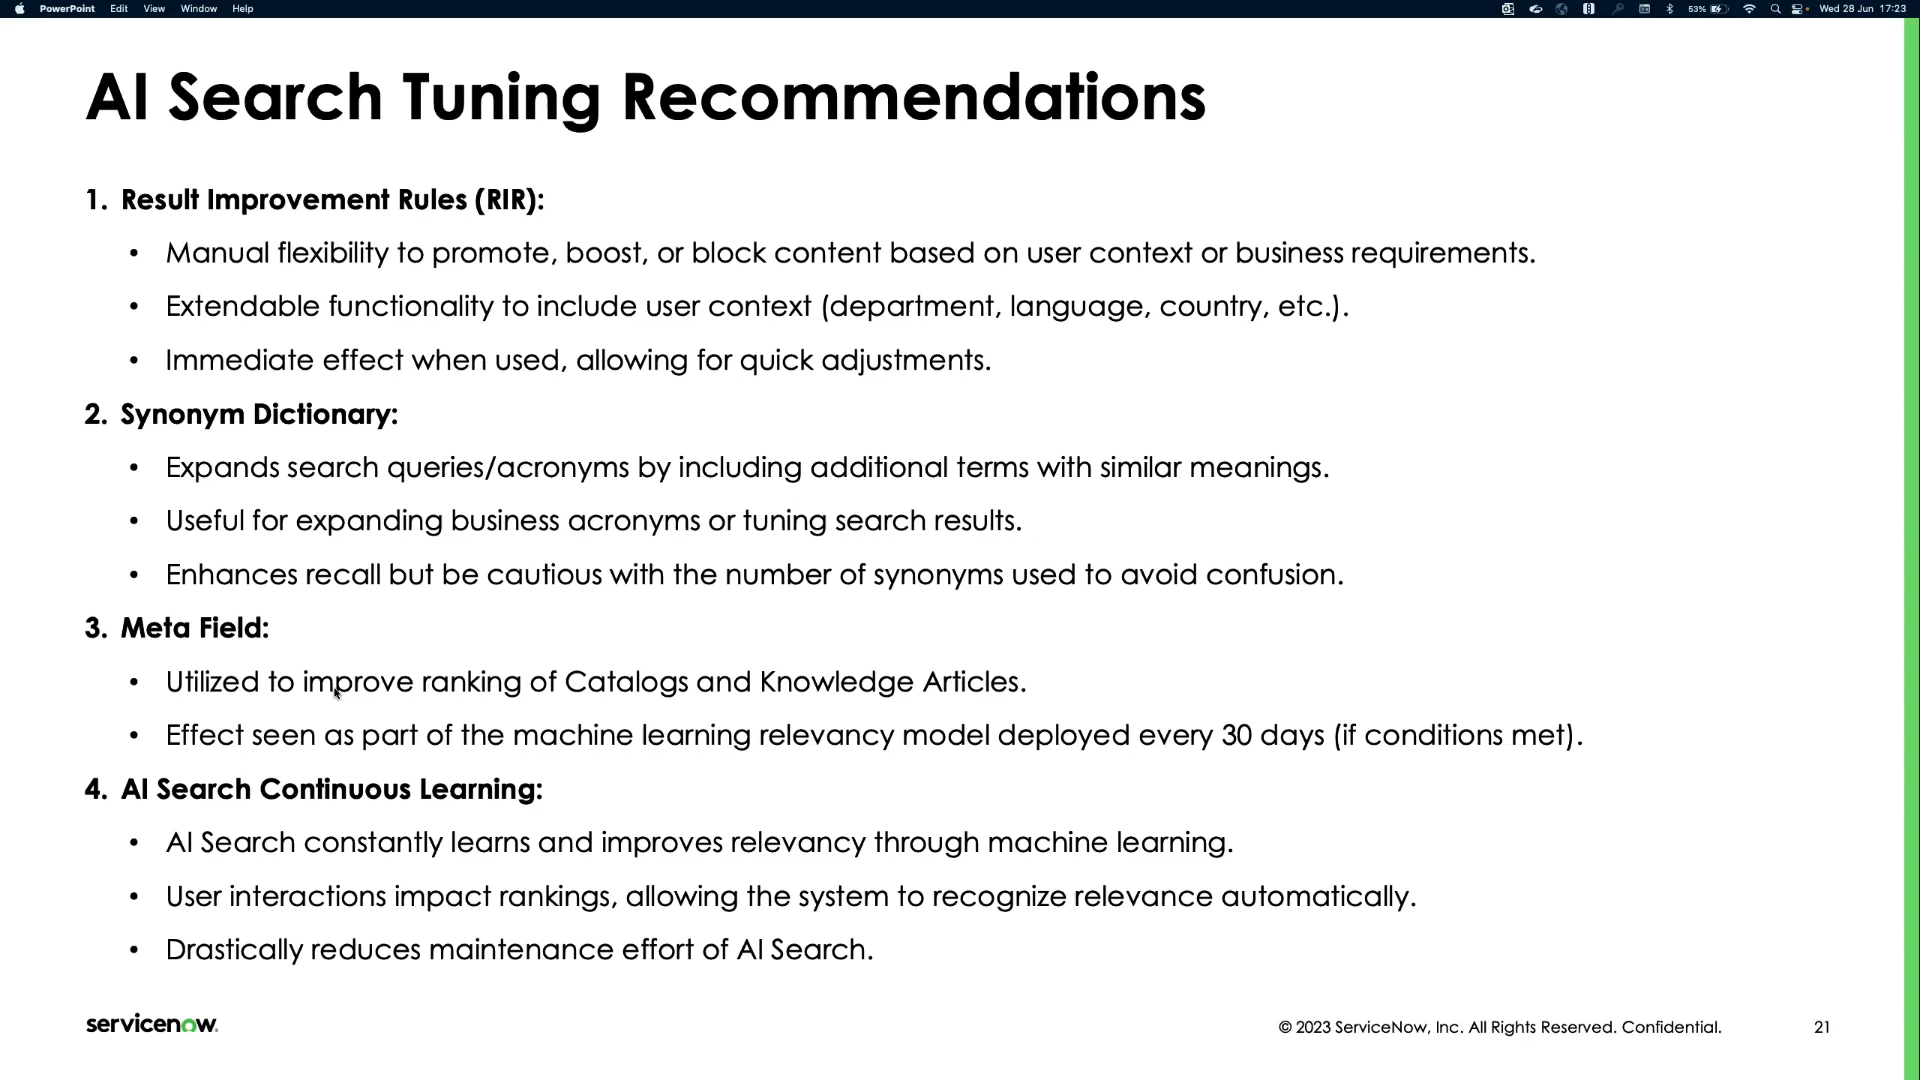 PowerPoint Edit View Window Help 53% Wed 28 Jun 17:23
AI Search Tuning Recommendations
1. Result Improvement Rules (RIR):
• Manual flexibility to promote, boost, or block content based on user context or business requirements.
• Extendable functionality to include user context (department, language, country, etc.).
• Immediate effect when used, allowing for quick adjustments.
2. Synonym Dictionary:
• Expands search queries/acronyms by including additional terms with similar meanings.
• Useful for expanding business acronyms or tuning search results.
• Enhances recall but be cautious with the number of synonyms used to avoid confusion.
3. Meta Field:
• Utilized to improve ranking of Catalogs and Knowledge Articles.
• Effect seen as part of the machine learning relevancy model deployed every 30 days (if conditions met).
4. AI Search Continuous Learning:
• AI Search constantly learns and improves relevancy through machine learning.
• User interactions impact rankings, allowing the system to recognize relevance automatically.
• Drastically reduces maintenance effort of AI Search.
servicenow. © 2023 ServiceNow, Inc. All Rights Reserved. Confidential. 21